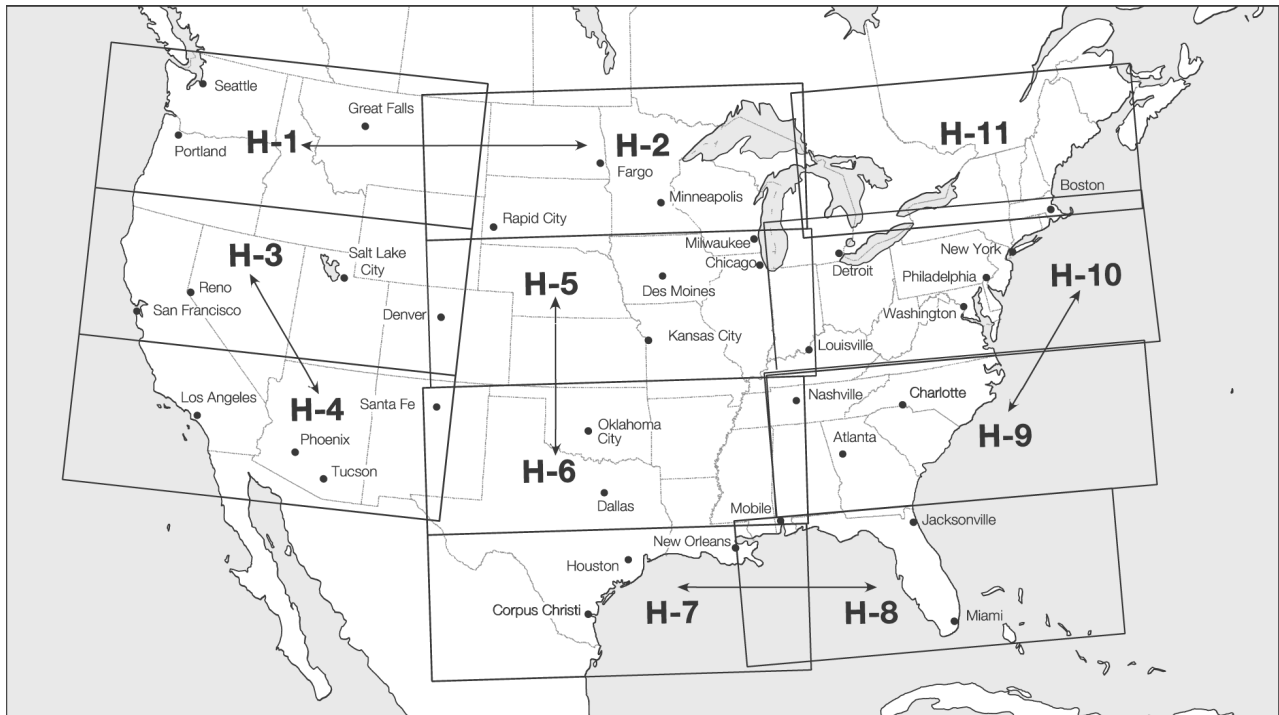 Seattle
Great Falls
H-1
H-2
H-11
Portland
Fargo
Minneapolis
Boston
Rapid City
H-3
Salt Lake
City
Milwaukee
Chicago
New York
Detroit
Philadelphia
H-10
Reno
San Francisco
H-5
Des Moines
Denver
Washington
Kansas City
Louisville
Los Angeles
H-4
Santa Fe
Nashville
Charlotte
Phoenix
Oklahoma
City
Atlanta
H-9
Tucson
H-6
Dallas
Mobile
Jacksonville
New Orleans
Houston
Corpus Christi
H-7
H-8
Miami